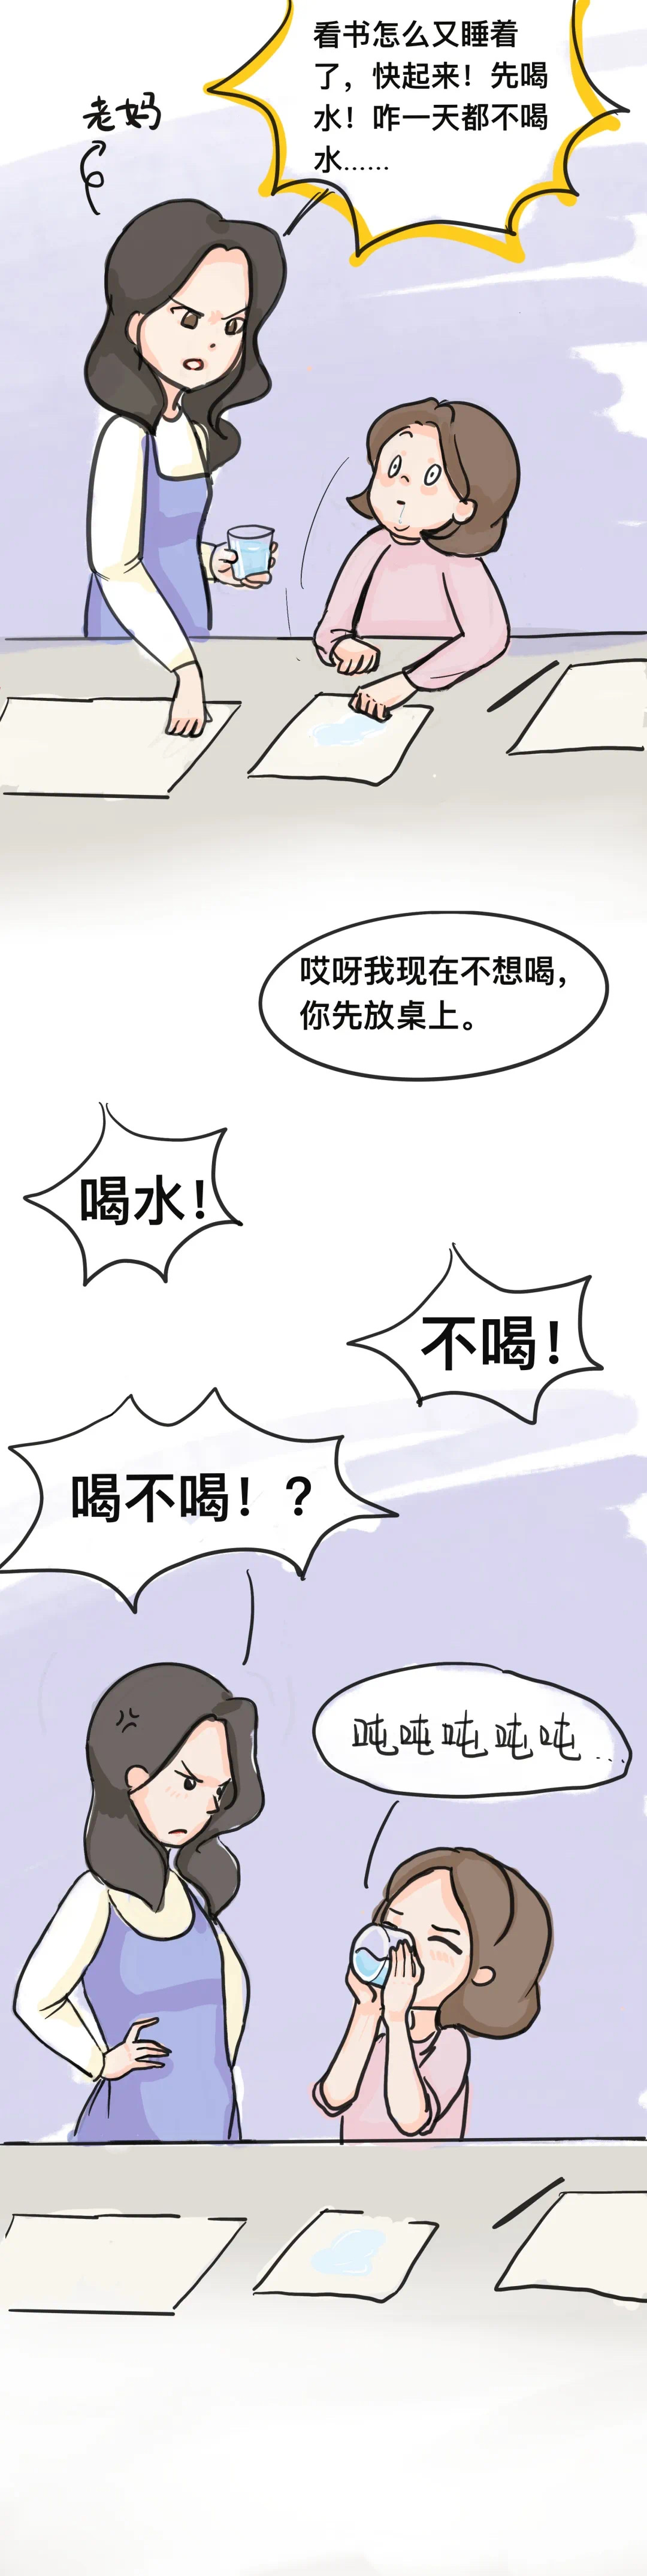 看书怎么又睡着
了，快起来！先喝
水！咋一天都不喝
水……
老妈
哎呀我现在不想喝，
你先放桌上。
喝水！
不喝！
喝不喝！？
吨吨吨吨吨……